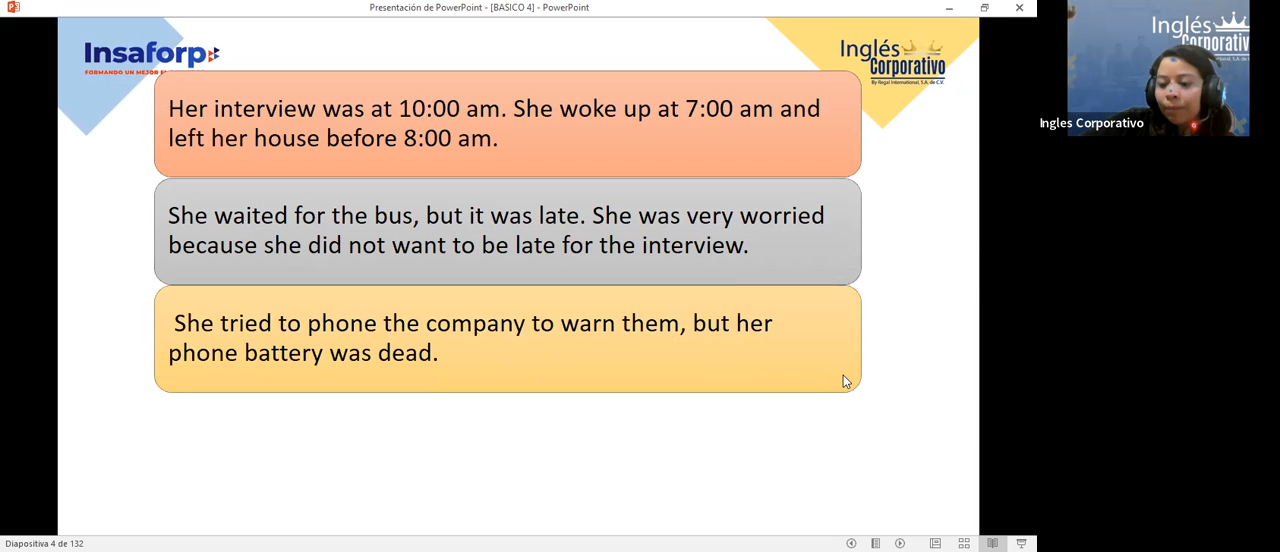 Presentación de PowerPoint - [BASICO 4] - PowerPoint
Insaforp
Inglés
Corporativo
By Regal International, S.A. de C.V.
Her interview was at 10:00 am. She woke up at 7:00 am and
left her house before 8:00 am.
She waited for the bus, but it was late. She was very worried
because she did not want to be late for the interview.
She tried to phone the company to warn them, but her
phone battery was dead.
Diapositiva 4 de 132
Inglés
Corporativo
Ingles Corporativo